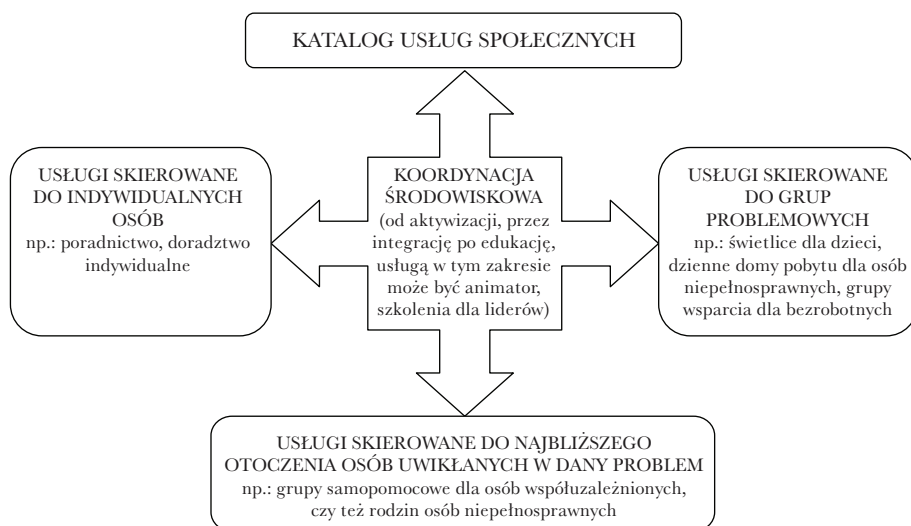 KATALOG USŁUG SPOŁECZNYCH
USŁUGI SKIEROWANE
DO INDYWIDUALNYCH
OSÓB
np.: poradnictwo, doradztwo
indywidualne
KOORDYNACJA
ŚRODOWISKOWA
(od aktywizacji, przez
integrację po edukację,
usługą w tym zakresie
może być animator,
szkolenia dla liderów)
USŁUGI SKIEROWANE
DO GRUP
PROBLEMOWYCH
np.: świetlice dla dzieci,
dzienne domy pobytu dla osób
niepełnosprawnych, grupy
wsparcia dla bezrobotnych
USŁUGI SKIEROWANE DO NAJBLIŻSZEGO
OTOCZENIA OSÓB UWIKŁANYCH W DANY PROBLEM
np.: grupy samopomocowe dla osób współuzależnionych,
czy też rodzin osób niepełnosprawnych